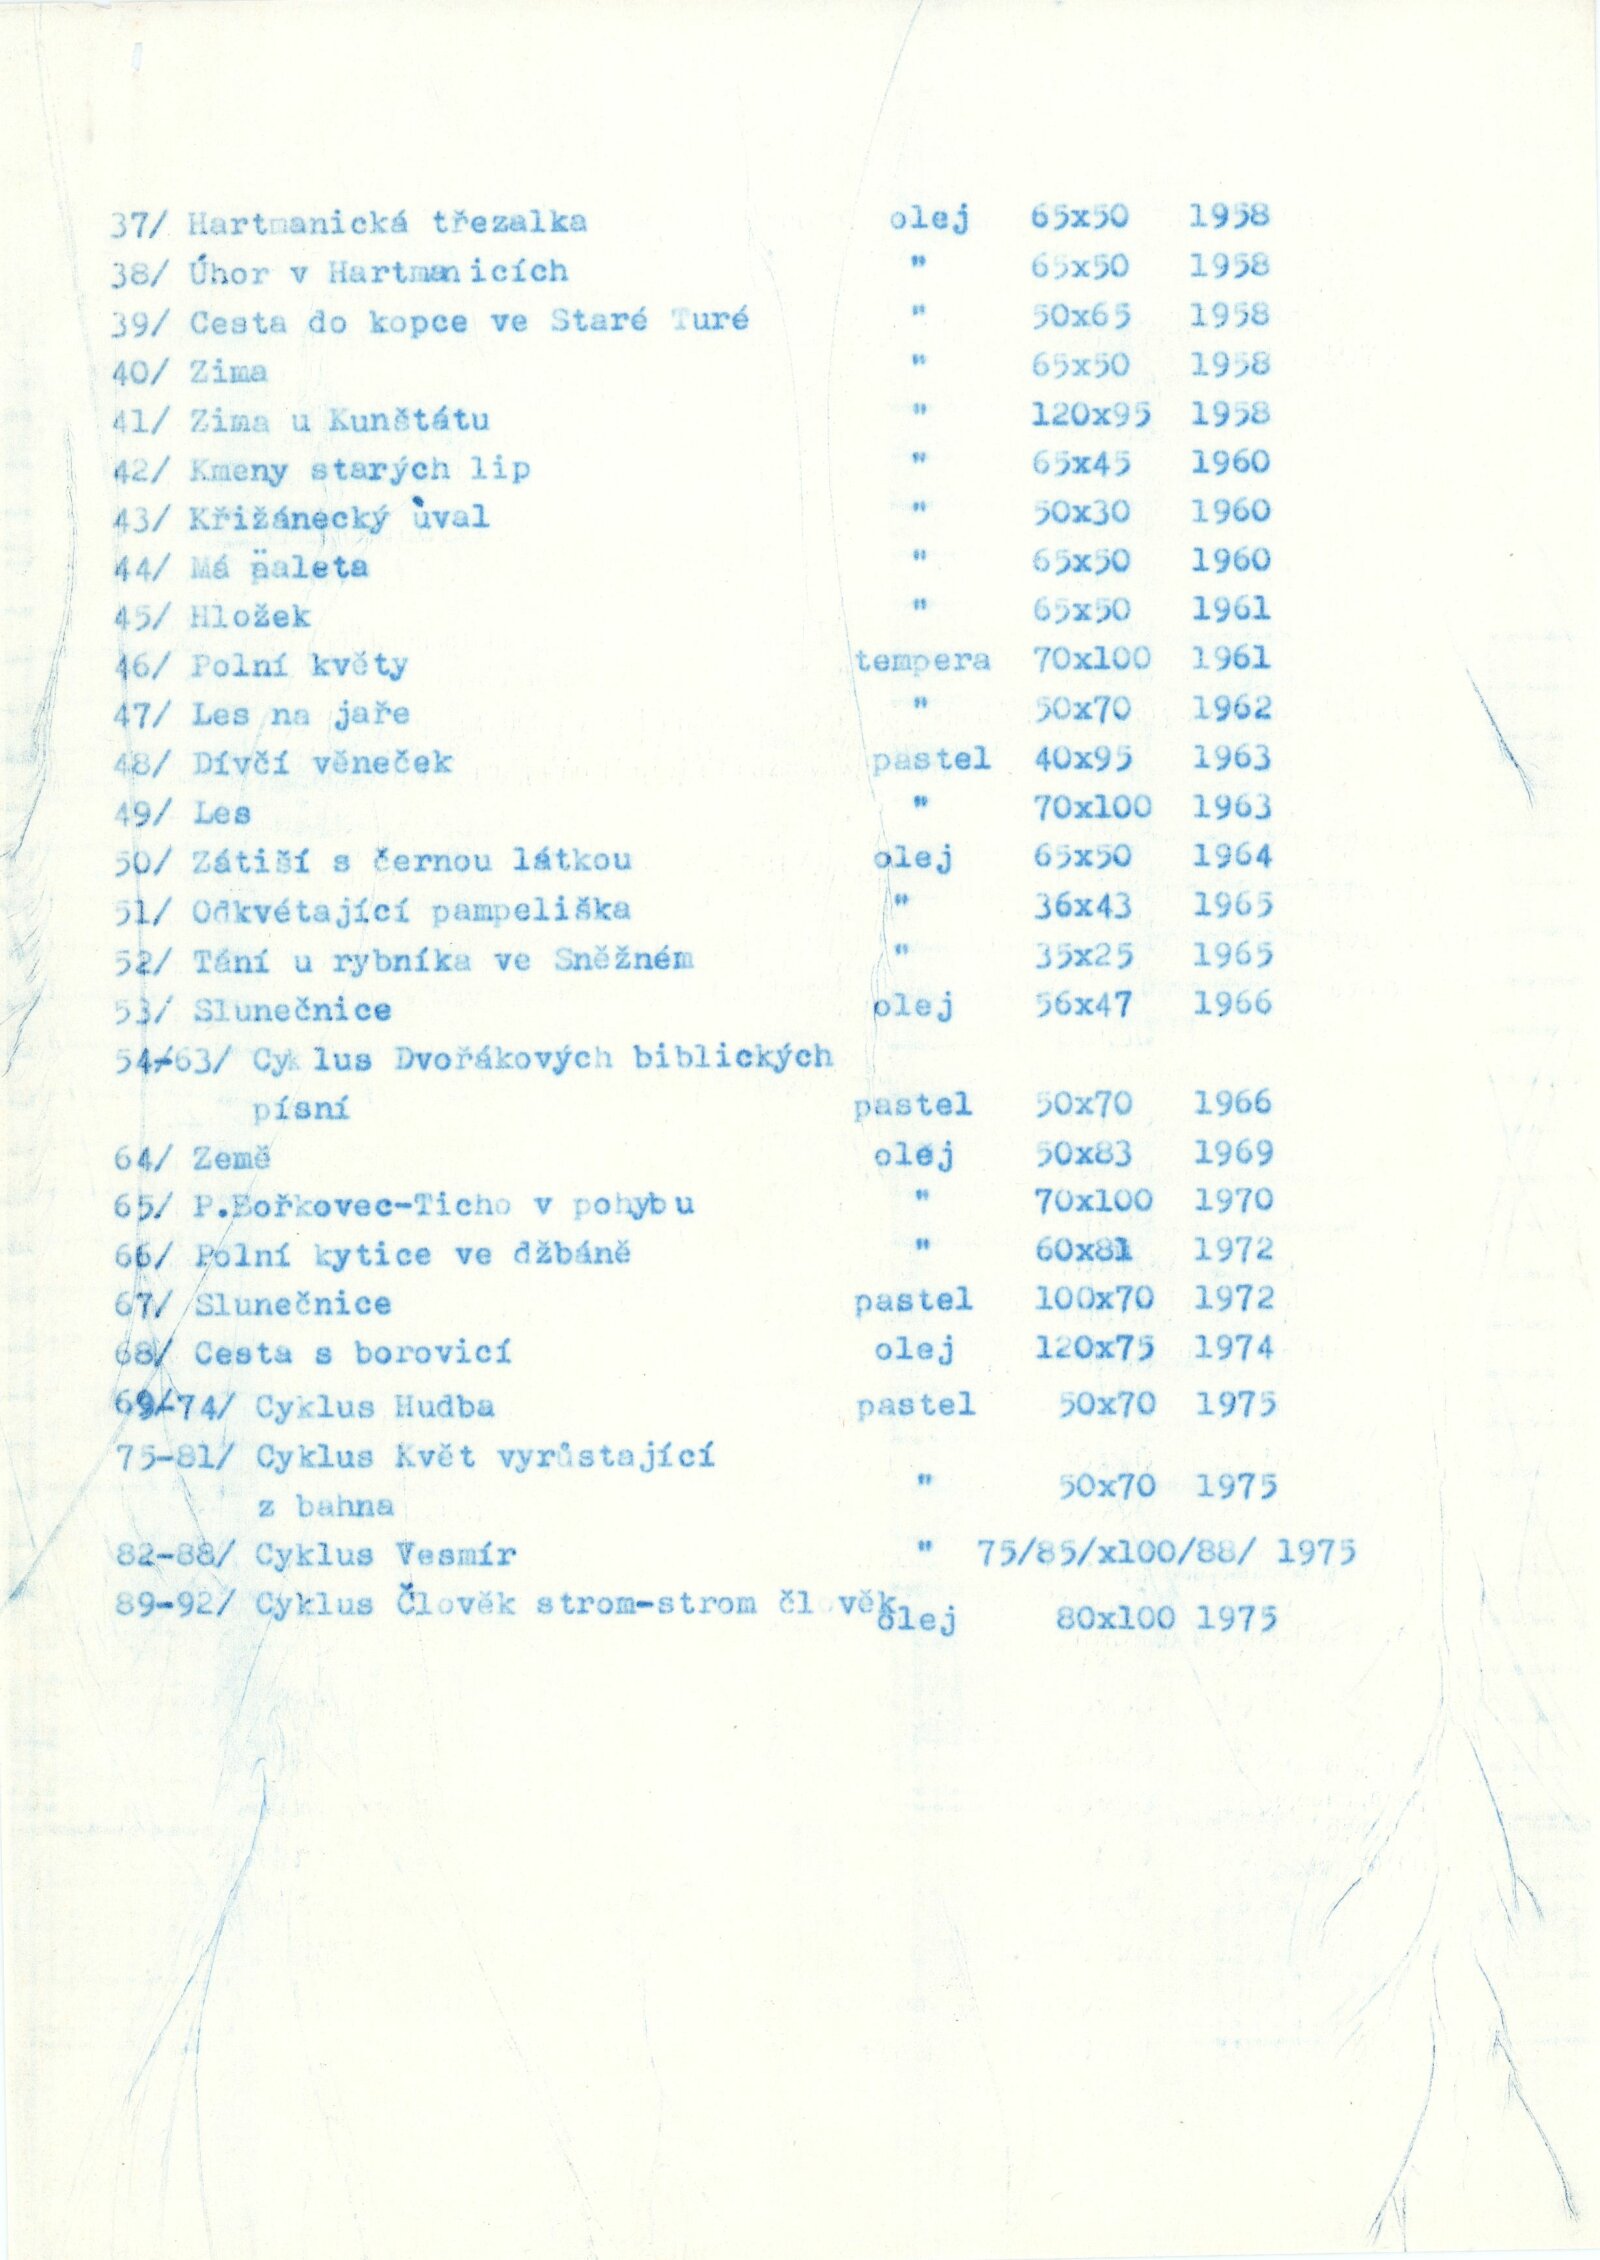 37/ Hartmanická třezalka olej 65x50 1958
38/ Úhor v Hartmanicích " 65x50 1958
39/ Cesta do kopce ve Staré Turé " 50x65 1958
40/ Zima " 65x50 1958
41/ Zima u Kunštátu " 120x95 1958
42/ Kmeny starých lip " 65x45 1960
43/ Křižánecký úval " 50x30 1960
44/ Má paleta " 65x50 1960
45/ Hložek " 65x50 1961
46/ Polní květy tempera 70x100 1961
47/ Les na jaře " 50x70 1962
48/ Dívčí věneček pastel 40x95 1963
49/ Les " 70x100 1963
50/ Zátiší s černou látkou olej 65x50 1964
51/ Odkvétající pampeliška " 36x43 1965
52/ Tání u rybníka ve Sněžném " 35x25 1965
53/ Slunečnice olej 56x47 1966
54-63/ Cyklus Dvořákových biblických
písní pastel 50x70 1966
64/ Země olej 50x83 1969
65/ P.Bořkovec-Ticho v pohybu " 70x100 1970
66/ Polní kytice ve džbáně " 60x81 1972
67/ Slunečnice pastel 100x70 1972
68/ Cesta s borovicí olej 120x75 1974
69-74/ Cyklus Hudba pastel 50x70 1975
75-81/ Cyklus Květ vyrůstající
z bahna " 50x70 1975
82-88/ Cyklus Vesmír " 75/85/x100/88/ 1975
89-92/ Cyklus Člověk strom-strom člověk olej 80x100 1975